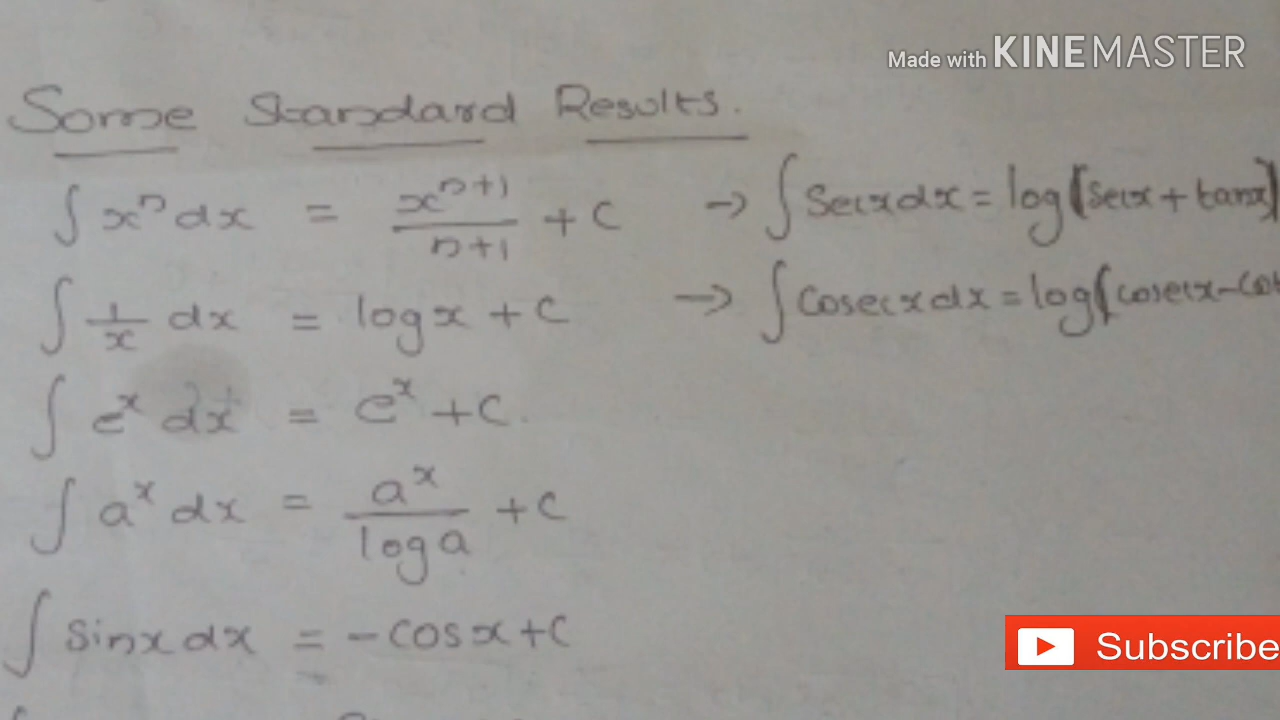 Made with KINEMASTER
Some Standard Results.
∫ xⁿ dx = xⁿ⁺¹/n+1 + C
→ ∫ Secx dx = log[secx + tanx]
∫ 1/x dx = log x + C
→ ∫ Cosecx dx = log[cosecx - cot
∫ eˣ dx = eˣ + C.
∫ aˣ dx = aˣ/log a + C
∫ Sinx dx = - cosx + C
Subscribe